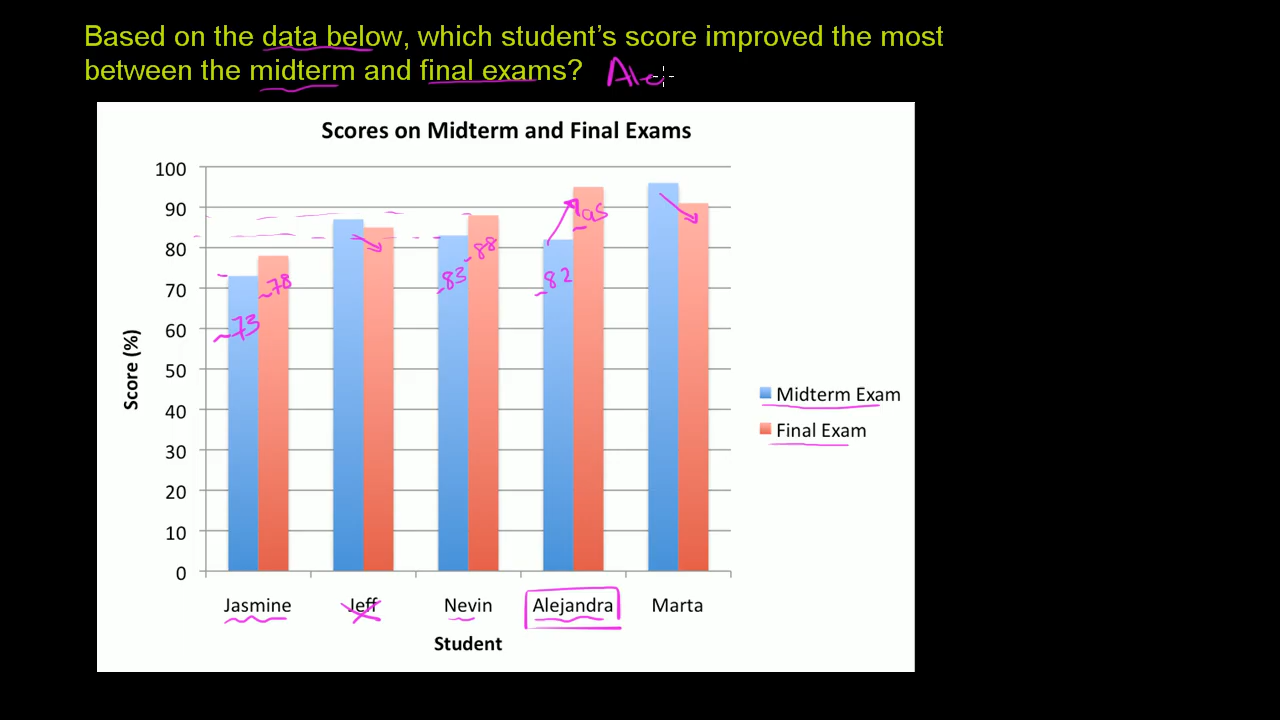 Based on the data below, which student's score improved the most
between the midterm and final exams? Ale
Scores on Midterm and Final Exams
100
90
80
70
60
50
40
30
20
10
0
Score (%)
~73
~78
~83
~88
~82
~95
Midterm Exam
Final Exam
Jasmine Jeff Nevin Alejandra Marta
Student